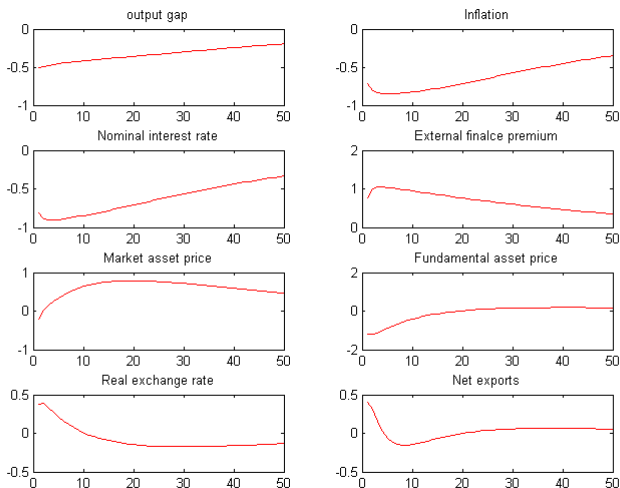 output gap
Inflation
0
-0.5
-1
0 10 20 30 40 50
0
-0.5
-1
0 10 20 30 40 50
Nominal interest rate
External finalce premium
0
-0.5
-1
0 10 20 30 40 50
2
1
0
0 10 20 30 40 50
Market asset price
Fundamental asset price
1
0
-1
0 10 20 30 40 50
2
0
-2
0 10 20 30 40 50
Real exchange rate
Net exports
0.5
0
-0.5
0 10 20 30 40 50
0.5
0
-0.5
0 10 20 30 40 50